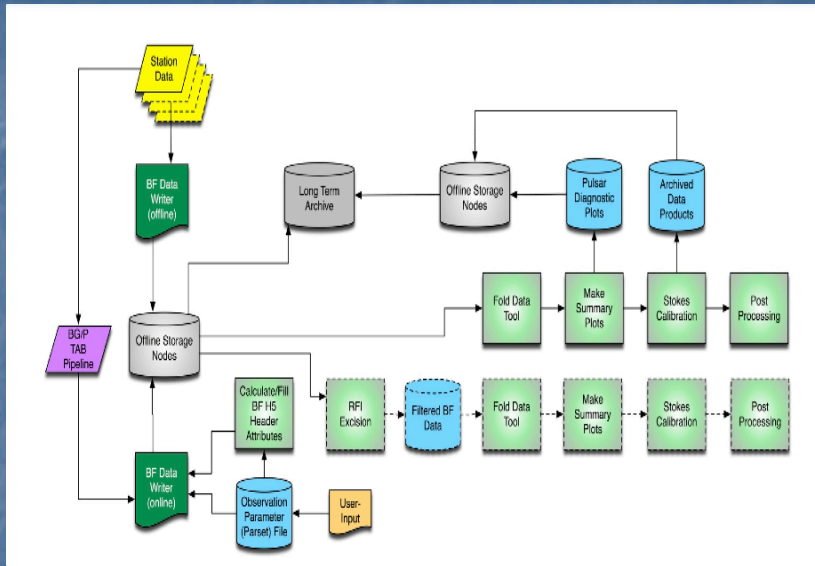 Station
Data
BF Data
Writer
(offline)
Long Term
Archive
Offline Storage
Nodes
Pulsar
Diagnostic
Plots
Archived
Data
Products
BG/P
TAB
Pipeline
Offline Storage
Nodes
Fold Data
Tool
Make
Summary
Plots
Stokes
Calibration
Post
Processing
Calculate/Fill
BF H5
Header
Attributes
RFI
Excision
Filtered BF
Data
Fold Data
Tool
Make
Summary
Plots
Stokes
Calibration
Post
Processing
BF Data
Writer
(online)
Observation
Parameter
(Parset) File
User-
Input